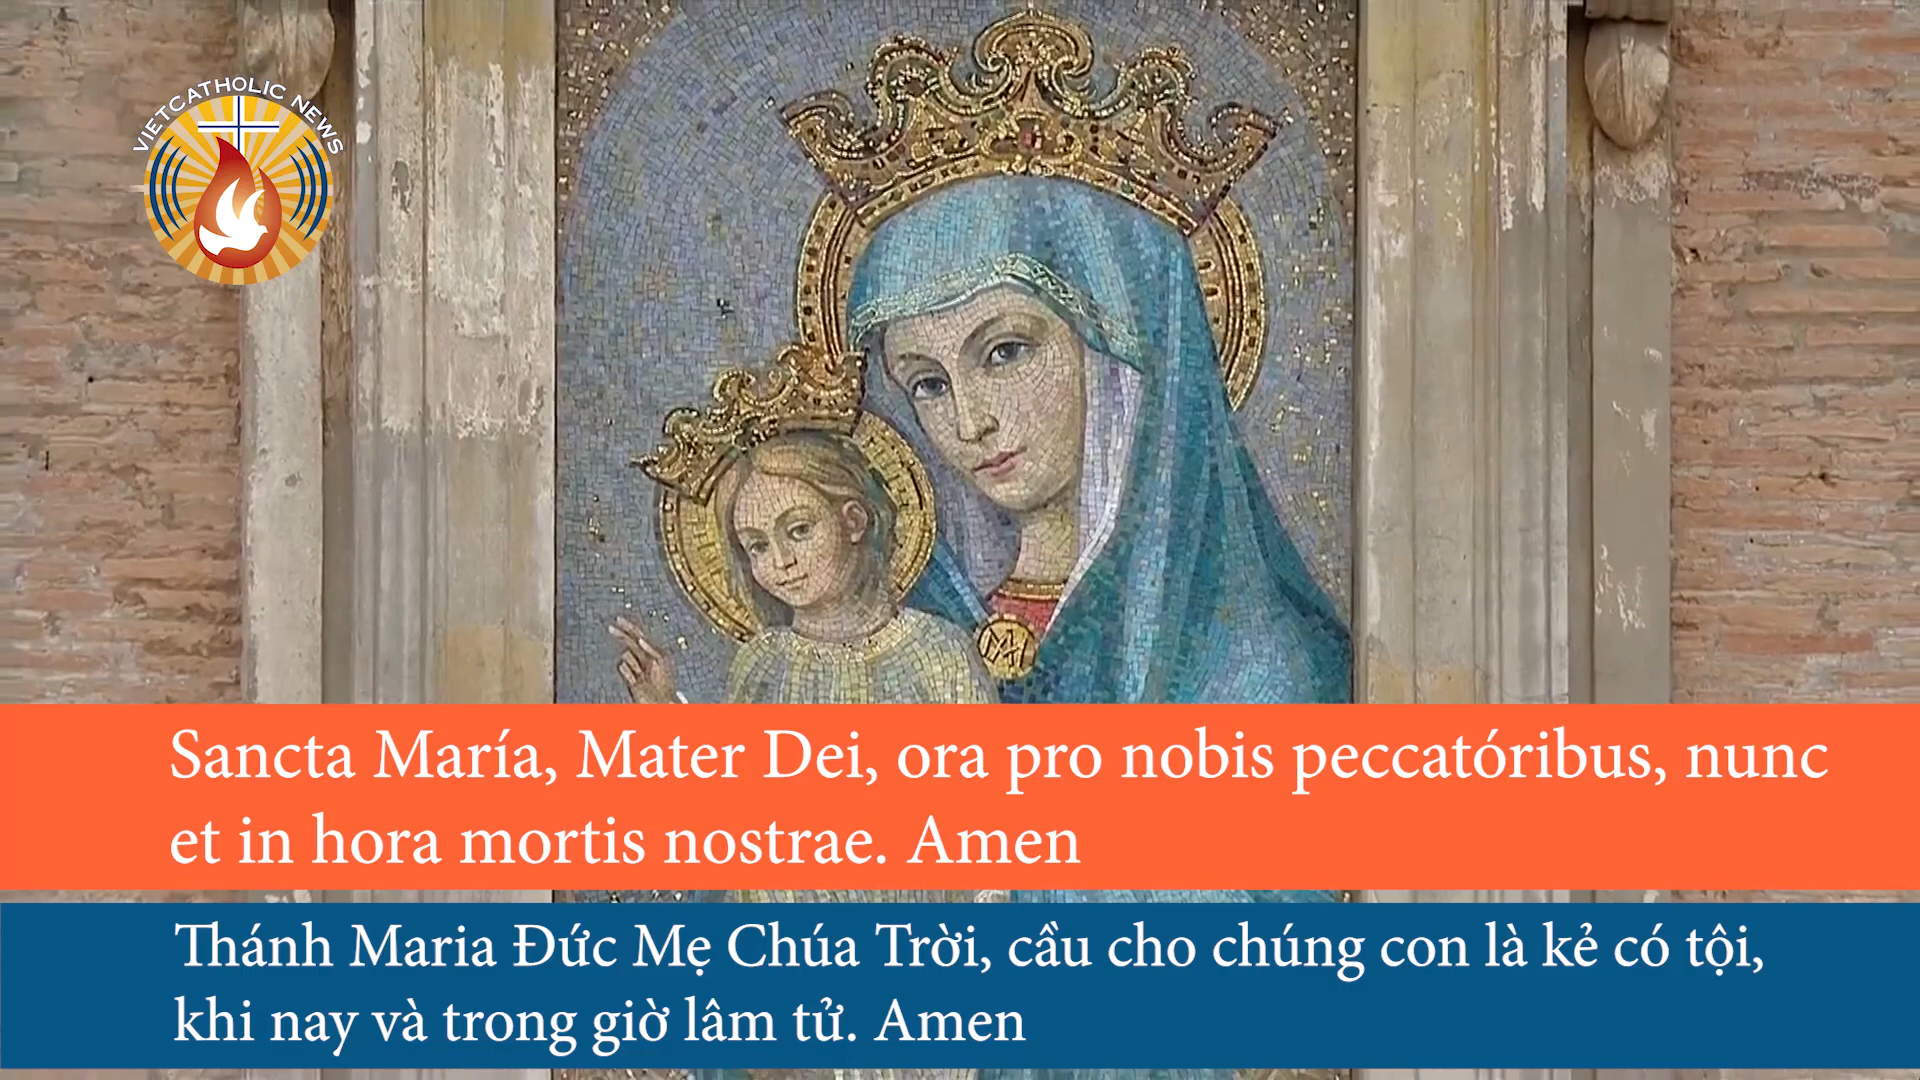 VIETCATHOLIC NEWS
Sancta María, Mater Dei, ora pro nobis peccatóribus, nunc
et in hora mortis nostrae. Amen
Thánh Maria Đức Mẹ Chúa Trời, cầu cho chúng con là kẻ có tội,
khi nay và trong giờ lâm tử. Amen